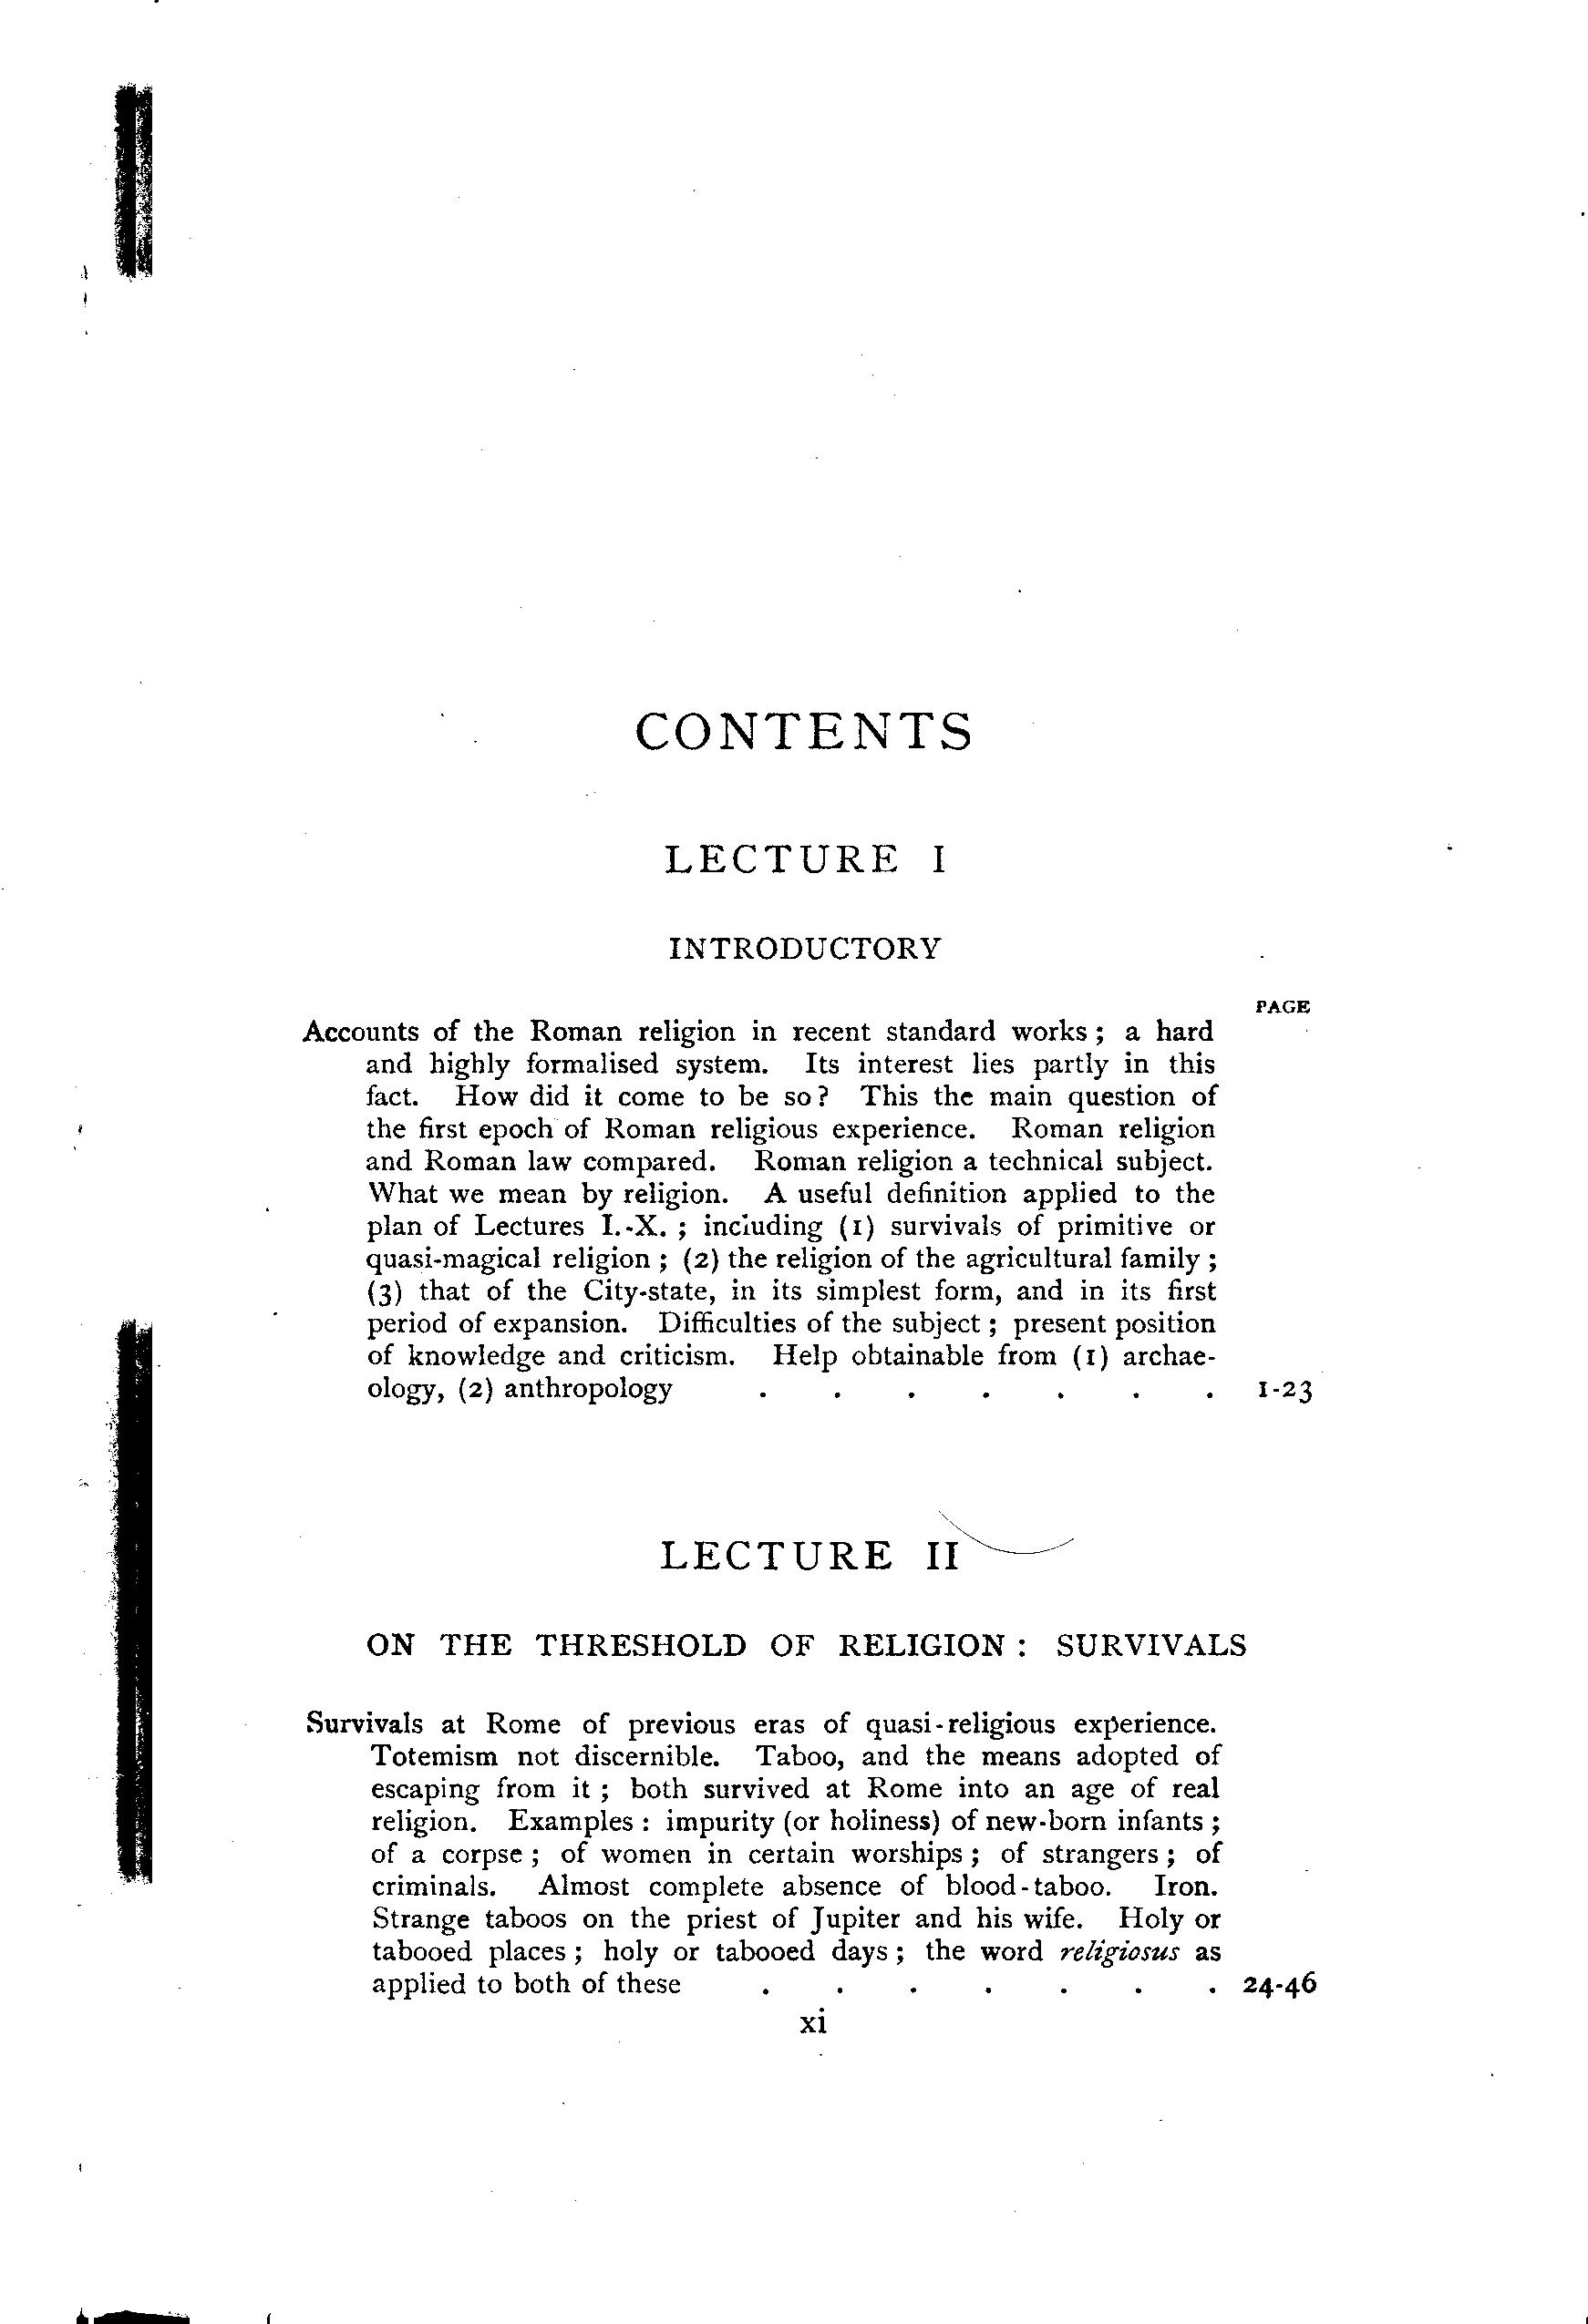 CONTENTS
LECTURE I
INTRODUCTORY
PAGE
Accounts of the Roman religion in recent standard works ; a hard
and highly formalised system. Its interest lies partly in this
fact. How did it come to be so? This the main question of
the first epoch of Roman religious experience. Roman religion
and Roman law compared. Roman religion a technical subject.
What we mean by religion. A useful definition applied to the
plan of Lectures I.-X. ; including (1) survivals of primitive or
quasi-magical religion ; (2) the religion of the agricultural family ;
(3) that of the City-state, in its simplest form, and in its first
period of expansion. Difficulties of the subject ; present position
of knowledge and criticism. Help obtainable from (1) archae-
ology, (2) anthropology . . . . . . . 1-23
LECTURE II
ON THE THRESHOLD OF RELIGION : SURVIVALS
Survivals at Rome of previous eras of quasi-religious experience.
Totemism not discernible. Taboo, and the means adopted of
escaping from it ; both survived at Rome into an age of real
religion. Examples : impurity (or holiness) of new-born infants ;
of a corpse ; of women in certain worships ; of strangers ; of
criminals. Almost complete absence of blood-taboo. Iron.
Strange taboos on the priest of Jupiter and his wife. Holy or
tabooed places ; holy or tabooed days ; the word religiosus as
applied to both of these . . . . . . . 24-46
xi